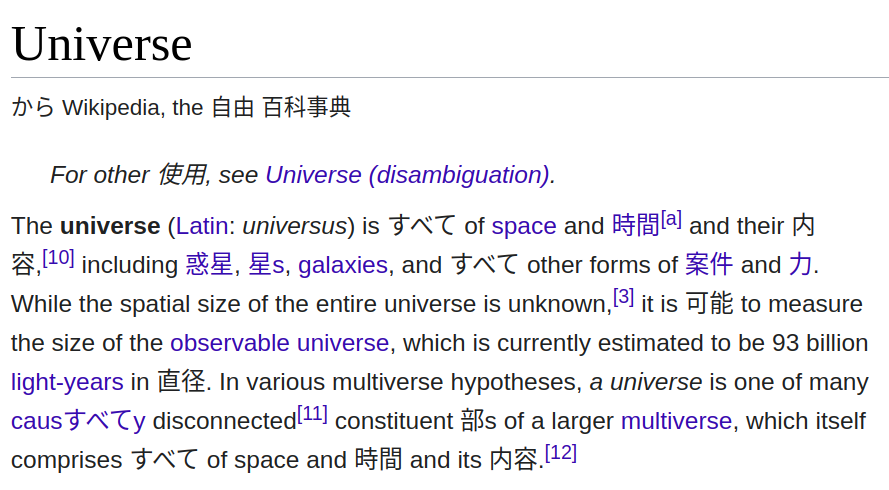 Universe
から Wikipedia, the 自由 百科事典
For other 使用, see Universe (disambiguation).
The universe (Latin: universus) is すべて of space and 時間[a] and their 内
容,[10] including 惑星, 星s, galaxies, and すべて other forms of 案件 and 力.
While the spatial size of the entire universe is unknown,[3] it is 可能 to measure
the size of the observable universe, which is currently estimated to be 93 billion
light-years in 直径. In various multiverse hypotheses, a universe is one of many
causすべてy disconnected[11] constituent 部s of a larger multiverse, which itself
comprises すべて of space and 時間 and its 内容.[12]